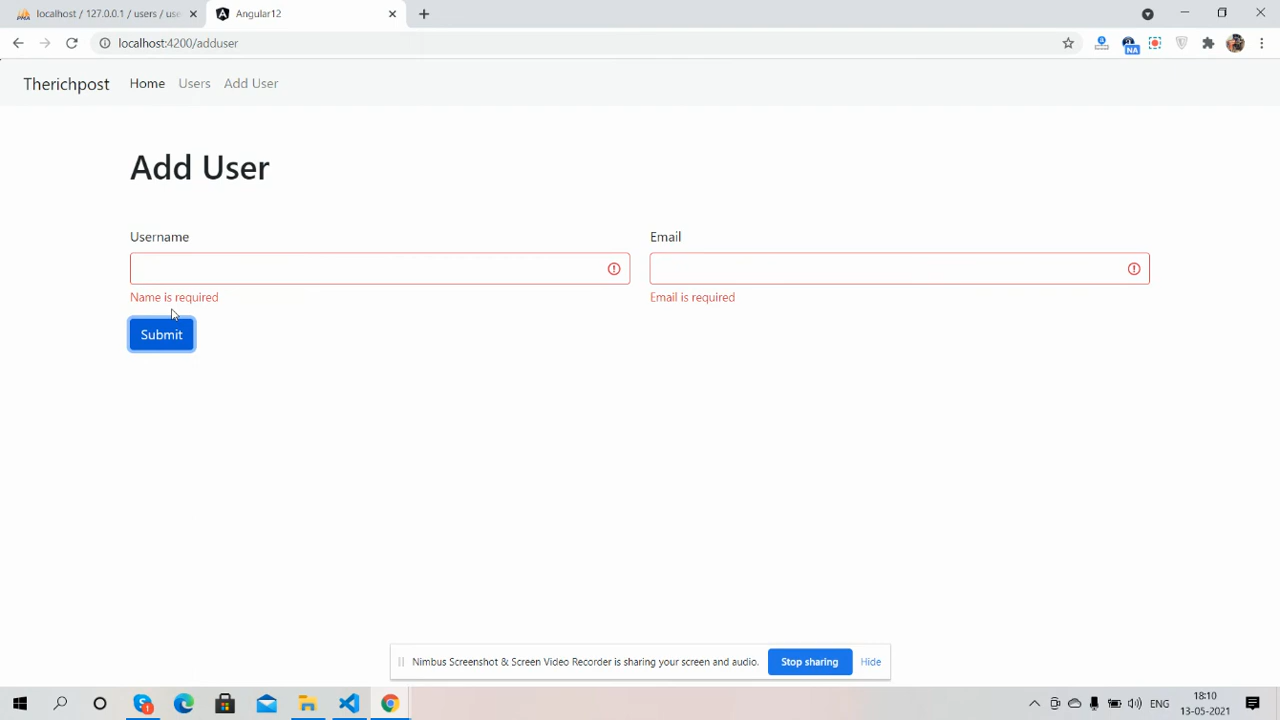 localhost / 127.0.0.1 / users / use
Angular12
localhost:4200/adduser
NA
Therichpost
Home
Users
Add User
Add User
Username
Email
Name is required
Email is required
Submit
Nimbus Screenshot & Screen Video Recorder is sharing your screen and audio.
Stop sharing
Hide
ENG
18:10
13-05-2021